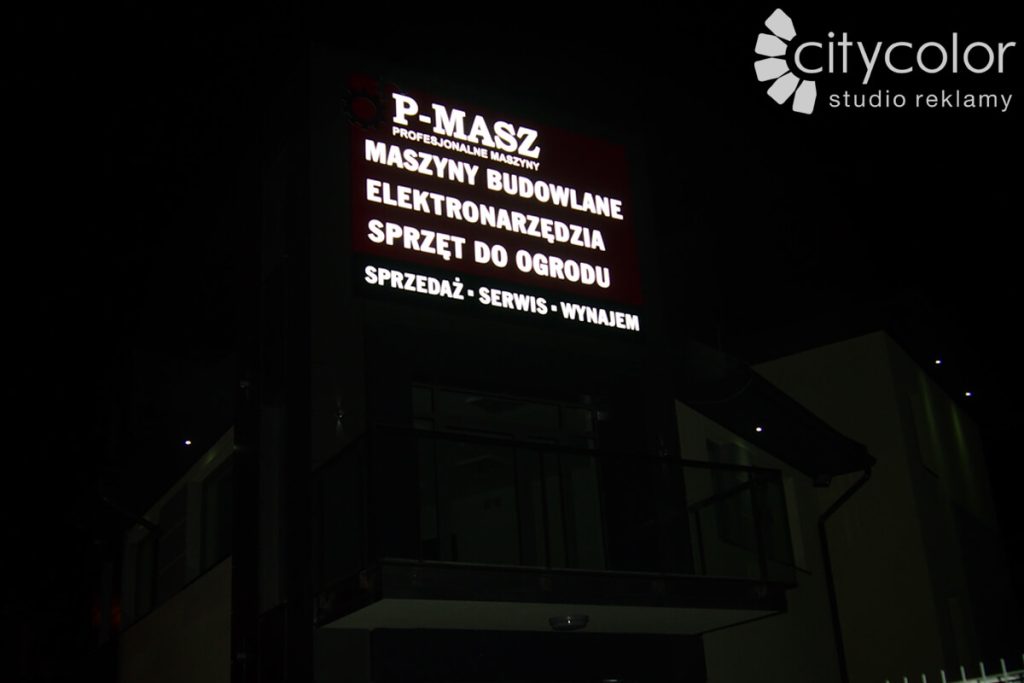 citycolor
studio reklamy
P-MASZ
PROFESJONALNE MASZYNY
MASZYNY BUDOWLANE
ELEKTRONARZĘDZIA
SPRZĘT DO OGRODU
SPRZEDAŻ ▪ SERWIS ▪ WYNAJEM